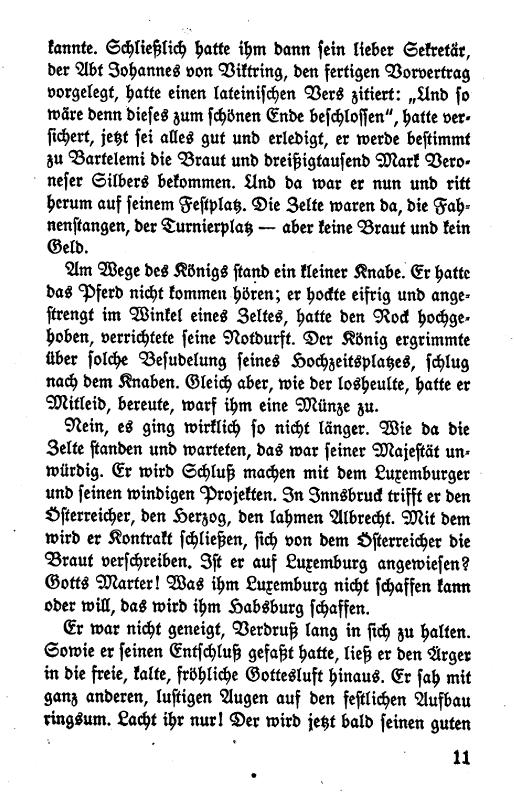 kannte. Schließlich hatte ihm dann sein lieber Sekretär,
der Abt Johannes von Viktring, den fertigen Vorvertrag
vorgelegt, hatte einen lateinischen Vers zitiert: „Und so
wäre denn dieses zum schönen Ende beschlossen“, hatte ver-
sichert, jetzt sei alles gut und erledigt, er werde bestimmt
zu Bartelemi die Braut und dreißigtausend Mark Vero-
neser Silbers bekommen. Und da war er nun und ritt
herum auf seinem Festplatz. Die Zelte waren da, die Fah-
nenstangen, der Turnierplatz — aber keine Braut und kein
Geld.
Am Wege des Königs stand ein kleiner Knabe. Er hatte
das Pferd nicht kommen hören; er hockte eifrig und ange-
strengt im Winkel eines Zeltes, hatte den Rock hochge-
hoben, verrichtete seine Notdurft. Der König ergrimmte
über solche Besudelung seines Hochzeitsplatzes, schlug
nach dem Knaben. Gleich aber, wie der losheulte, hatte er
Mitleid, bereute, warf ihm eine Münze zu.
Nein, es ging wirklich so nicht länger. Wie da die
Zelte standen und warteten, das war seiner Majestät un-
würdig. Er wird Schluß machen mit dem Luxemburger
und seinen windigen Projekten. In Innsbruck trifft er den
Österreicher, den Herzog, den lahmen Albrecht. Mit dem
wird er Kontrakt schließen, sich von dem Österreicher die
Braut verschreiben. Ist er auf Luxemburg angewiesen?
Gotts Marter! Was ihm Luxemburg nicht schaffen kann
oder will, das wird ihm Habsburg schaffen.
Er war nicht geneigt, Verdruß lang in sich zu halten.
Sowie er seinen Entschluß gefaßt hatte, ließ er den Ärger
in die freie, kalte, fröhliche Gottesluft hinaus. Er sah mit
ganz anderen, lustigen Augen auf den festlichen Aufbau
ringsum. Lacht ihr nur! Der wird jetzt bald seinen guten
11